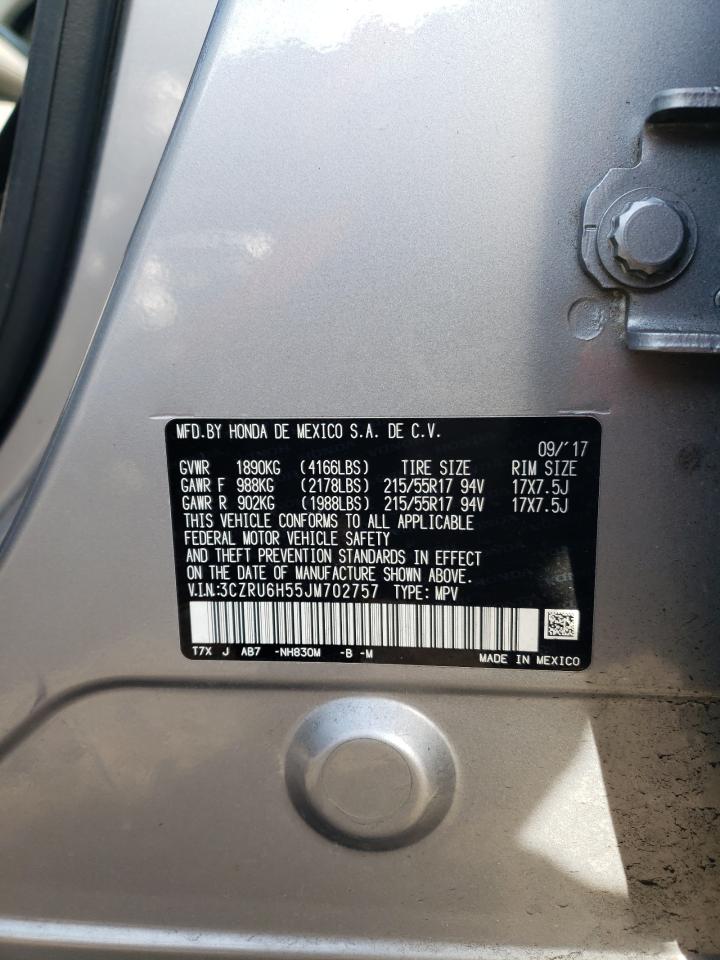 MFD.BY HONDA DE MEXICO S.A. DE C.V.
09/'17
GVWR 1890KG (4166LBS) TIRE SIZE RIM SIZE
GAWR F 988KG (2178LBS) 215/55R17 94V 17X7.5J
GAWR R 902KG (1988LBS) 215/55R17 94V 17X7.5J
THIS VEHICLE CONFORMS TO ALL APPLICABLE
FEDERAL MOTOR VEHICLE SAFETY
AND THEFT PREVENTION STANDARDS IN EFFECT
ON THE DATE OF MANUFACTURE SHOWN ABOVE.
V.I.N:3CZRU6H55JM702757 TYPE: MPV
T7X J AB7 -NH830M -B -M
MADE IN MEXICO